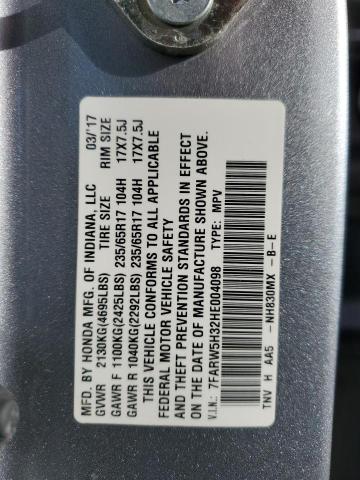 MFD. BY HONDA MFG. OF INDIANA, LLC 03/'17
GVWR 2130KG(4695LBS) TIRE SIZE RIM SIZE
GAWR F 1100KG(2425LBS) 235/65R17 104H 17X7.5J
GAWR R 1040KG(2292LBS) 235/65R17 104H 17X7.5J
THIS VEHICLE CONFORMS TO ALL APPLICABLE
FEDERAL MOTOR VEHICLE SAFETY
AND THEFT PREVENTION STANDARDS IN EFFECT
ON THE DATE OF MANUFACTURE SHOWN ABOVE.
V.I.N.: 7FARW5H32HE004098 TYPE: MPV
TNV H AA5 -NH830MX -B-E